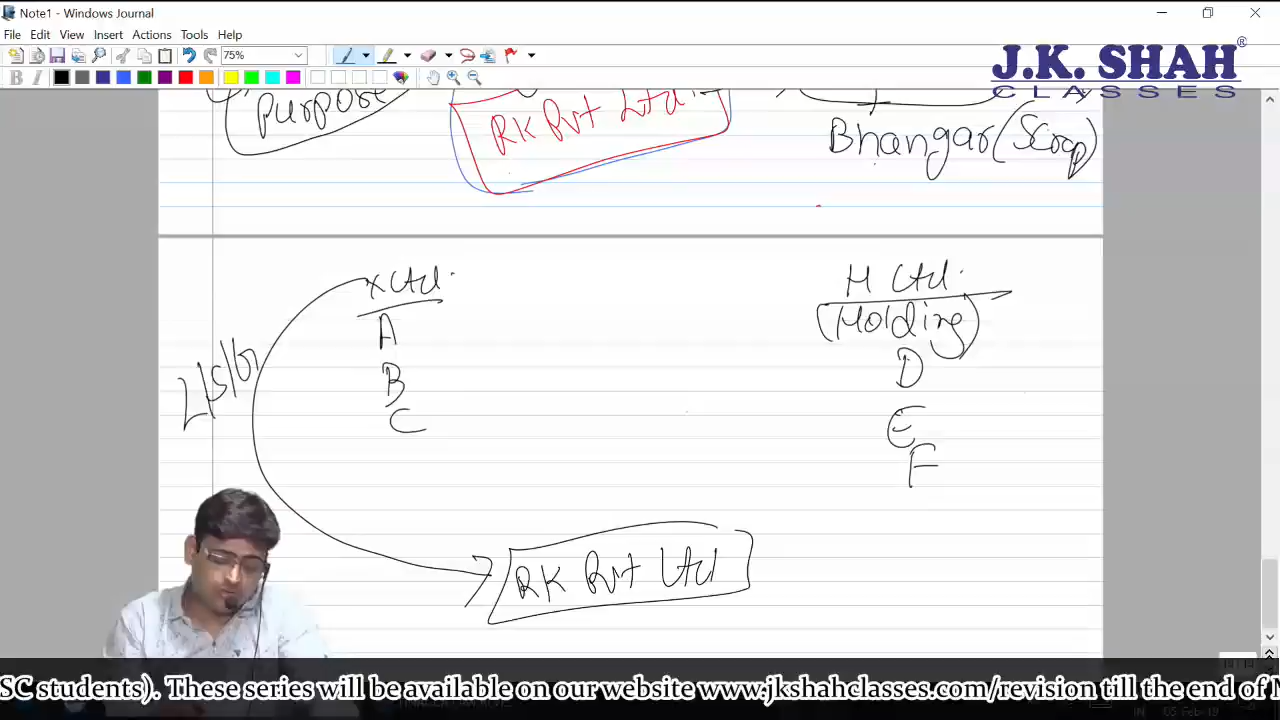 Note1 - Windows Journal
File Edit View Insert Actions Tools Help
75%
J.K. SHAH®
CLASSES
Purpose
RK Pvt Ltd
Bhangar (Scrap)
X Ltd.
A
B
C
H Ltd.
(Holding)
D
E
F
L/S/G
RK Pvt Ltd
SC students). These series will be available on our website www.jkshahclasses.com/revision till the end of M